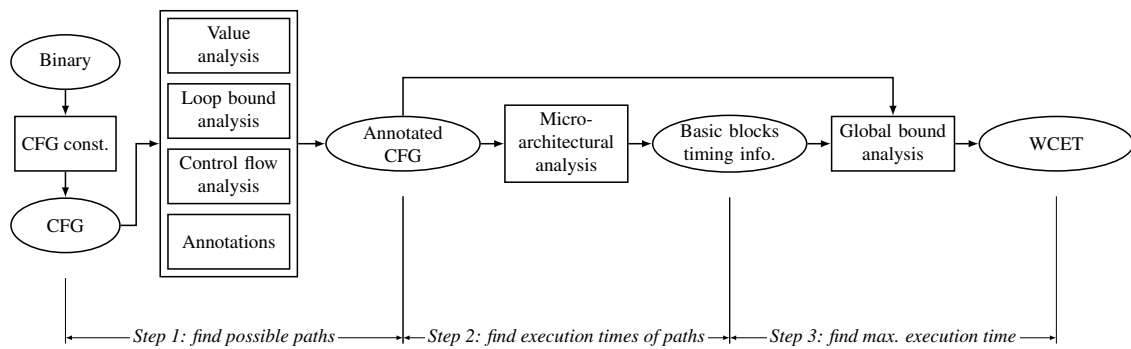 Binary
CFG const.
CFG
Value
analysis
Loop bound
analysis
Control flow
analysis
Annotations
Annotated
CFG
Micro-
architectural
analysis
Basic blocks
timing info.
Global bound
analysis
WCET
Step 1: find possible paths
Step 2: find execution times of paths
Step 3: find max. execution time